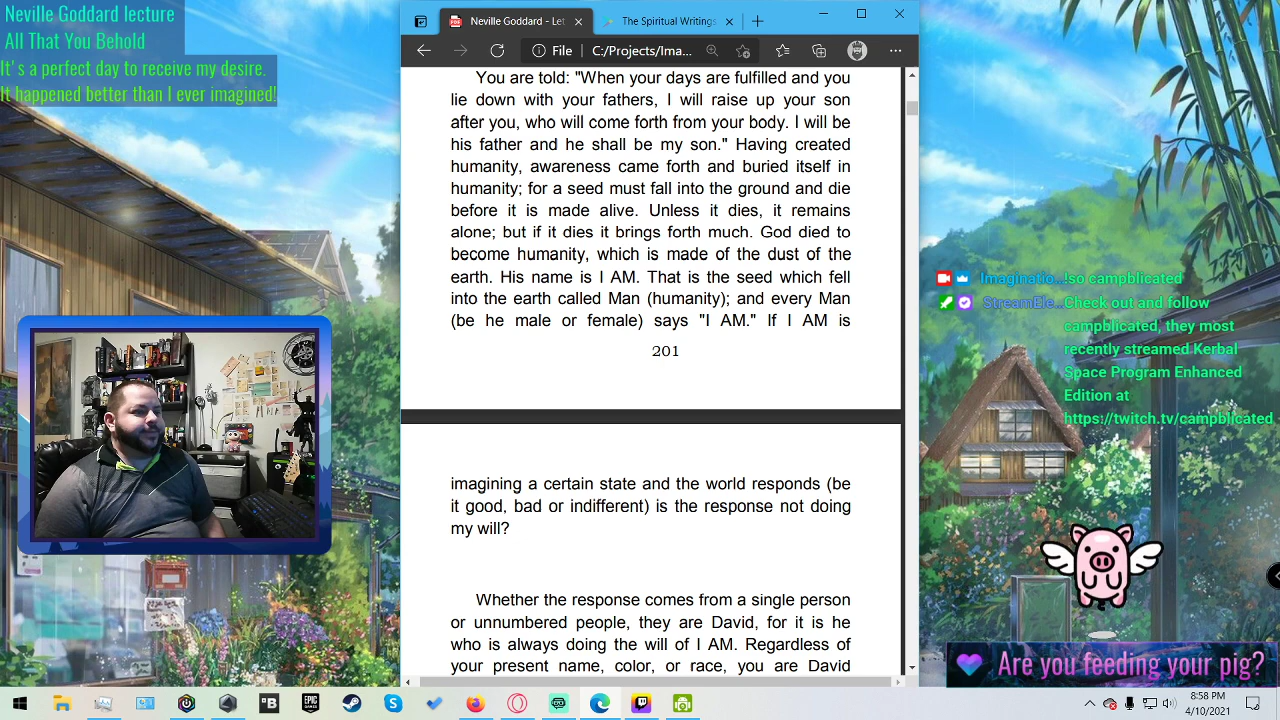 Neville Goddard lecture
All That You Behold
It's a perfect day to receive my desire.
It happened better than I ever imagined!
Neville Goddard - Let
The Spiritual Writings
File
C:/Projects/Ima...
You are told: "When your days are fulfilled and you
lie down with your fathers, I will raise up your son
after you, who will come forth from your body. I will be
his father and he shall be my son." Having created
humanity, awareness came forth and buried itself in
humanity; for a seed must fall into the ground and die
before it is made alive. Unless it dies, it remains
alone; but if it dies it brings forth much. God died to
become humanity, which is made of the dust of the
earth. His name is I AM. That is the seed which fell
into the earth called Man (humanity); and every Man
(be he male or female) says "I AM." If I AM is
201
imagining a certain state and the world responds (be
it good, bad or indifferent) is the response not doing
my will?
Whether the response comes from a single person
or unnumbered people, they are David, for it is he
who is always doing the will of I AM. Regardless of
your present name, color, or race, you are David
Imaginatio... !so campblicated
StreamEle... Check out and follow
campblicated, they most
recently streamed Kerbal
Space Program Enhanced
Edition at
https://twitch.tv/campblicated
Are you feeding your pig?
B
EPIC
GAMES
8:58 PM
4/10/2021